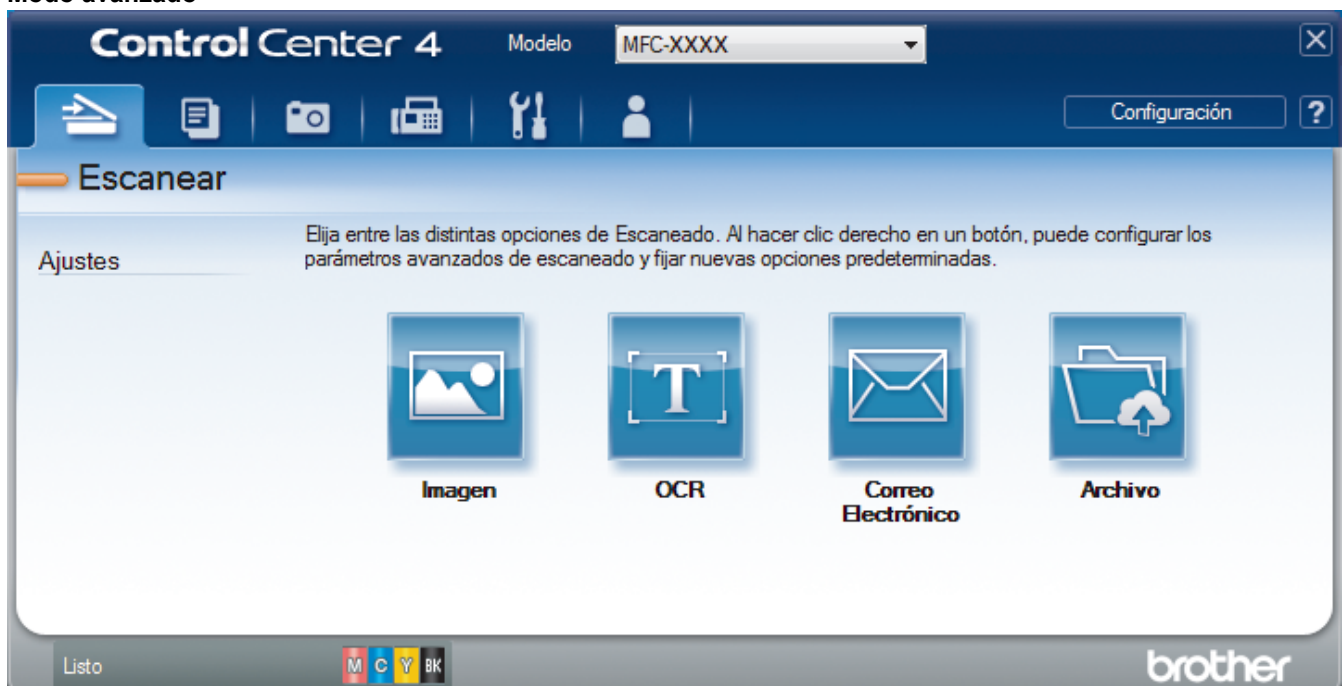 Modo avanzado
Control Center 4 Modelo MFC-XXXX
Configuración ?
Escanear
Ajustes
Elija entre las distintas opciones de Escaneado. Al hacer clic derecho en un botón, puede configurar los
parámetros avanzados de escaneado y fijar nuevas opciones predeterminadas.
T
Imagen OCR Correo Electrónico Archivo
Listo M C Y BK brother